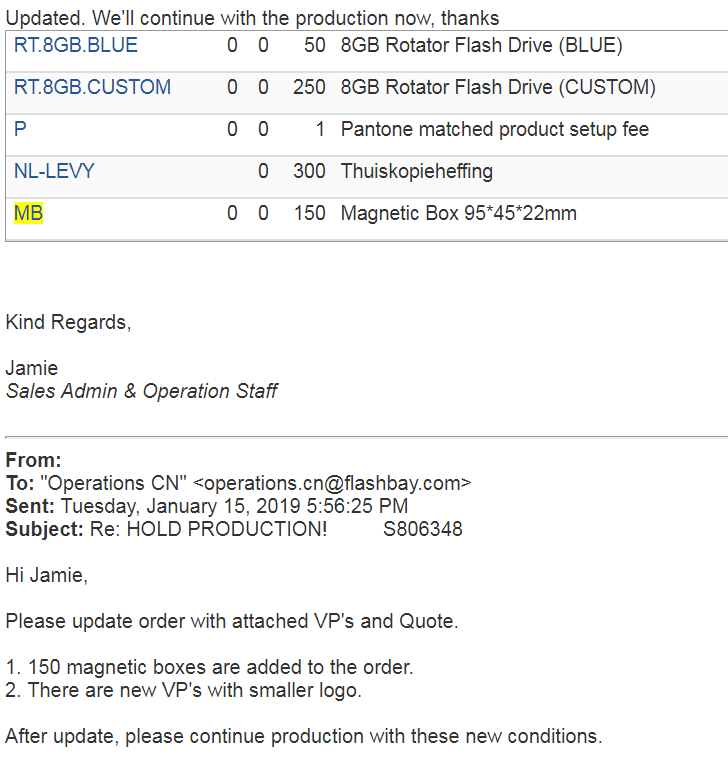 Updated. We'll continue with the production now, thanks
RT.8GB.BLUE 0 0 50 8GB Rotator Flash Drive (BLUE)
RT.8GB.CUSTOM 0 0 250 8GB Rotator Flash Drive (CUSTOM)
P 0 0 1 Pantone matched product setup fee
NL-LEVY 0 300 Thuiskopieheffing
MB 0 0 150 Magnetic Box 95*45*22mm
Kind Regards,
Jamie
Sales Admin & Operation Staff
From:
To: "Operations CN" <operations.cn@flashbay.com>
Sent: Tuesday, January 15, 2019 5:56:25 PM
Subject: Re: HOLD PRODUCTION! S806348
Hi Jamie,
Please update order with attached VP's and Quote.
1. 150 magnetic boxes are added to the order.
2. There are new VP's with smaller logo.
After update, please continue production with these new conditions.